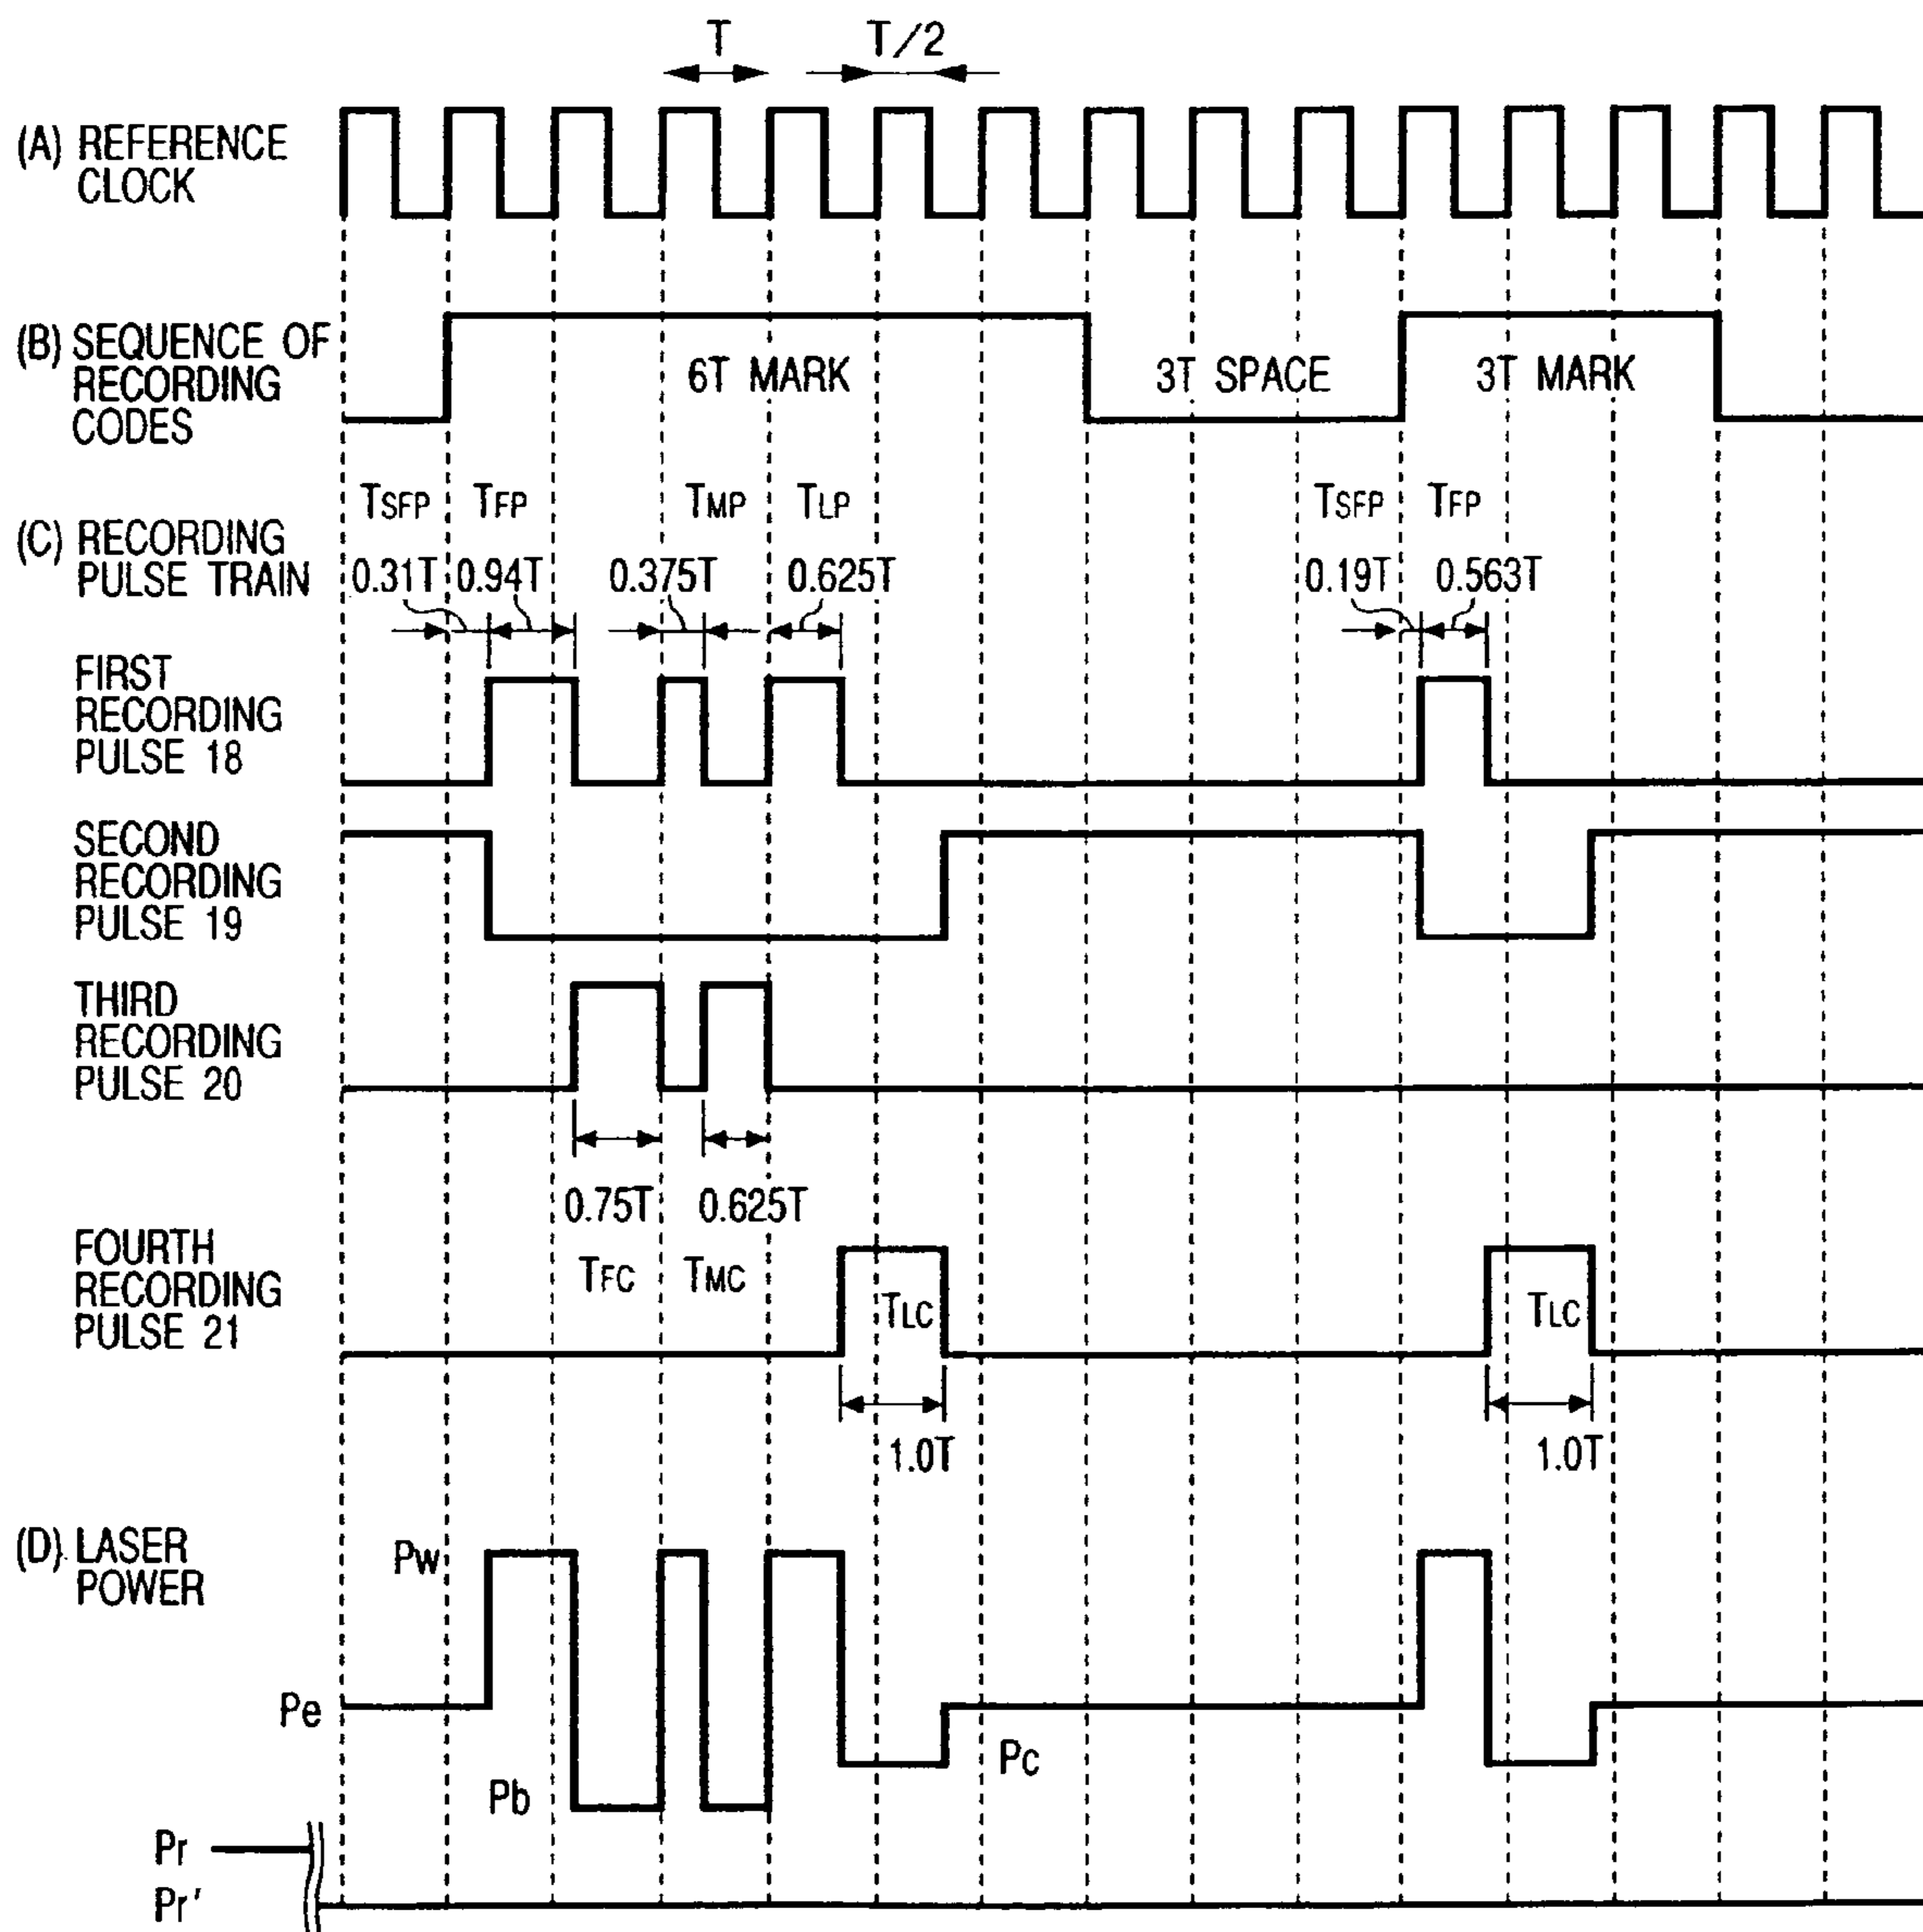 T T/2
(A) REFERENCE
CLOCK
(B) SEQUENCE OF
RECORDING
CODES
6T MARK 3T SPACE 3T MARK
TSFP TFP TMP TLP TSFP TFP
(C) RECORDING
PULSE TRAIN
0.31T 0.94T 0.375T 0.625T 0.19T 0.563T
FIRST
RECORDING
PULSE 18
SECOND
RECORDING
PULSE 19
THIRD
RECORDING
PULSE 20
0.75T 0.625T
FOURTH
RECORDING
PULSE 21
TFC TMC TLC TLC
1.0T 1.0T
(D) LASER
POWER
Pw
Pe
Pc
Pb
Pr
Pr'